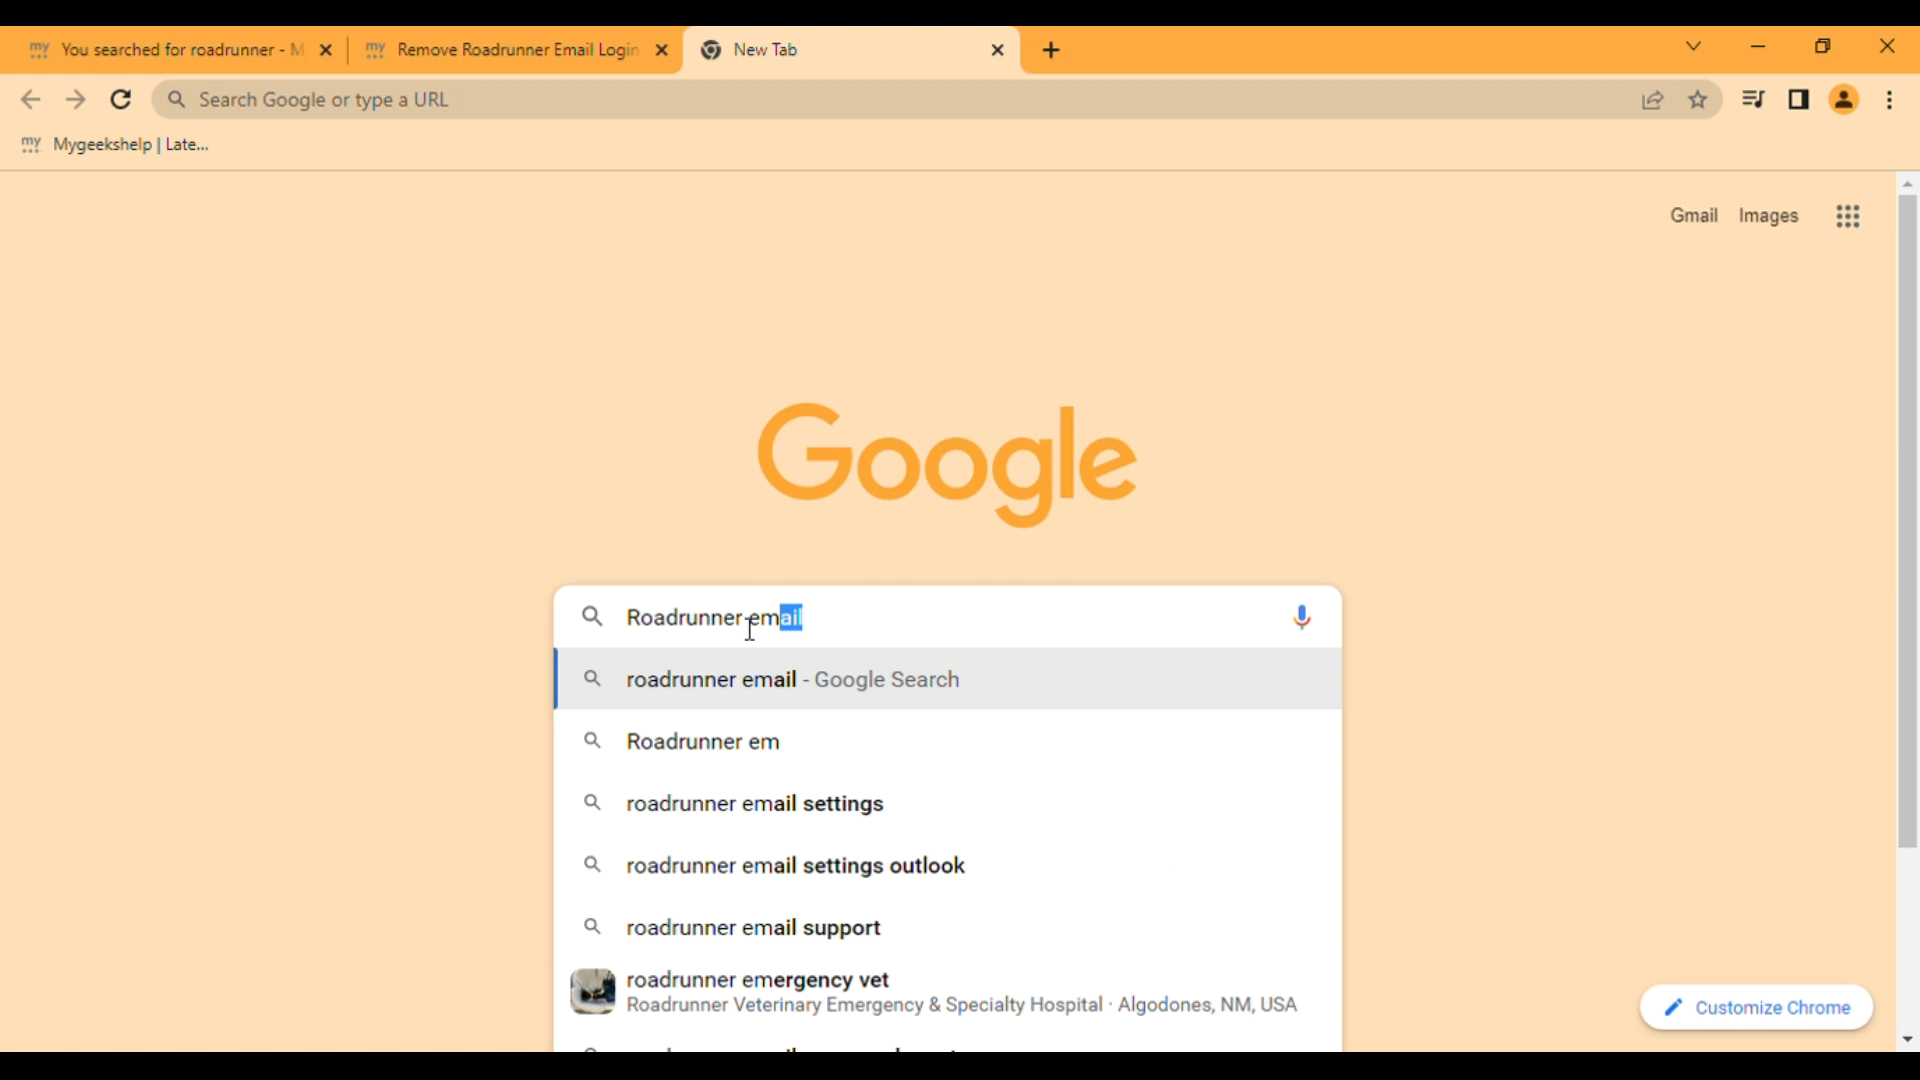 You searched for roadrunner - M
Remove Roadrunner Email Login
New Tab
Search Google or type a URL
my Mygeekshelp | Late...
Gmail Images
Google
Roadrunner email
roadrunner email - Google Search
Roadrunner em
roadrunner email settings
roadrunner email settings outlook
roadrunner email support
roadrunner emergency vet
Roadrunner Veterinary Emergency & Specialty Hospital · Algodones, NM, USA
Customize Chrome